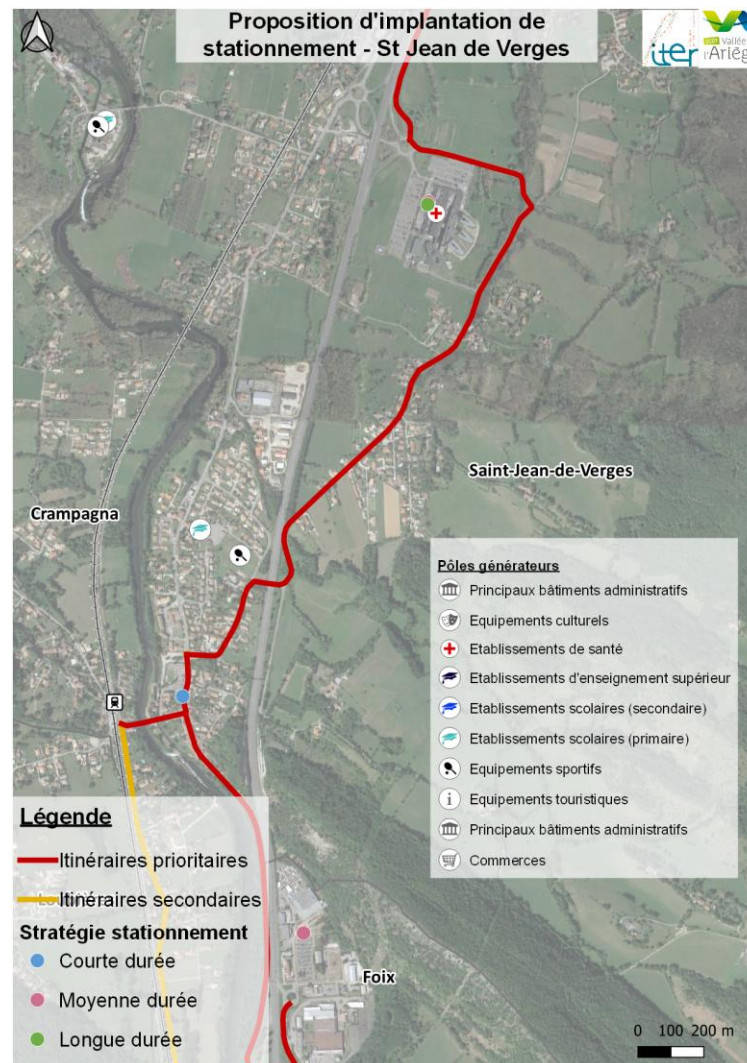 Proposition d'implantation de
stationnement - St Jean de Verges
iter
Vallée
l'Ariég
Saint-Jean-de-Verges
Crampagna
Pôles générateurs
Principaux bâtiments administratifs
Equipements culturels
Etablissements de santé
Etablissements d'enseignement supérieur
Etablissements scolaires (secondaire)
Etablissements scolaires (primaire)
Equipements sportifs
Equipements touristiques
Principaux bâtiments administratifs
Commerces
Légende
Itinéraires prioritaires
Itinéraires secondaires
Stratégie stationnement
Courte durée
Moyenne durée
Longue durée
Foix
0 100 200 m